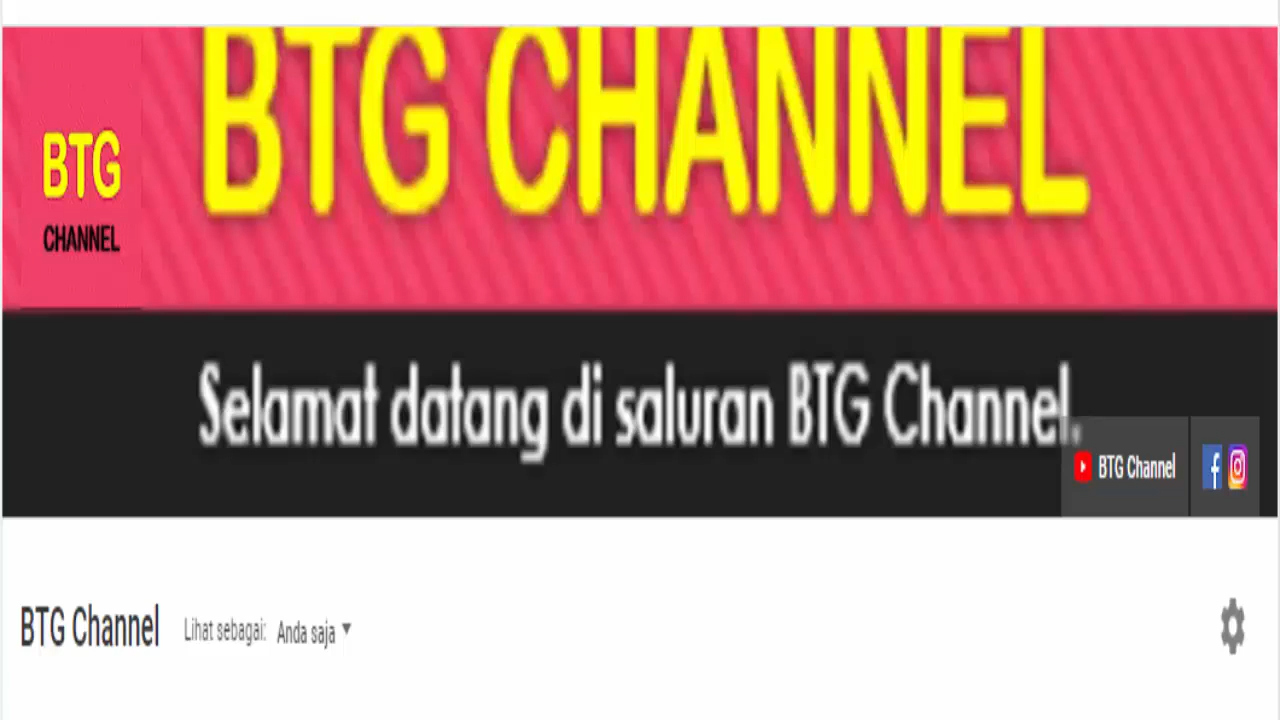 BTG CHANNEL
BTG
CHANNEL
Selamat datang di saluran BTG Channel.
BTG Channel
BTG Channel Lihat sebagai: Anda saja